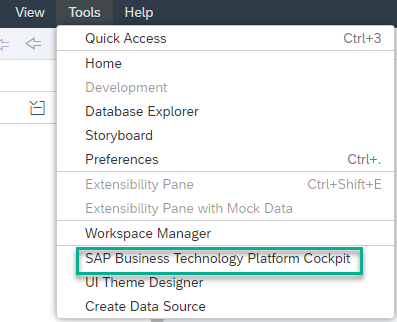 View Tools Help
Quick Access Ctrl+3
Home
Development
Database Explorer
Storyboard
Preferences Ctrl+.
Extensibility Pane Ctrl+Shift+E
Extensibility Pane with Mock Data
Workspace Manager
SAP Business Technology Platform Cockpit
UI Theme Designer
Create Data Source